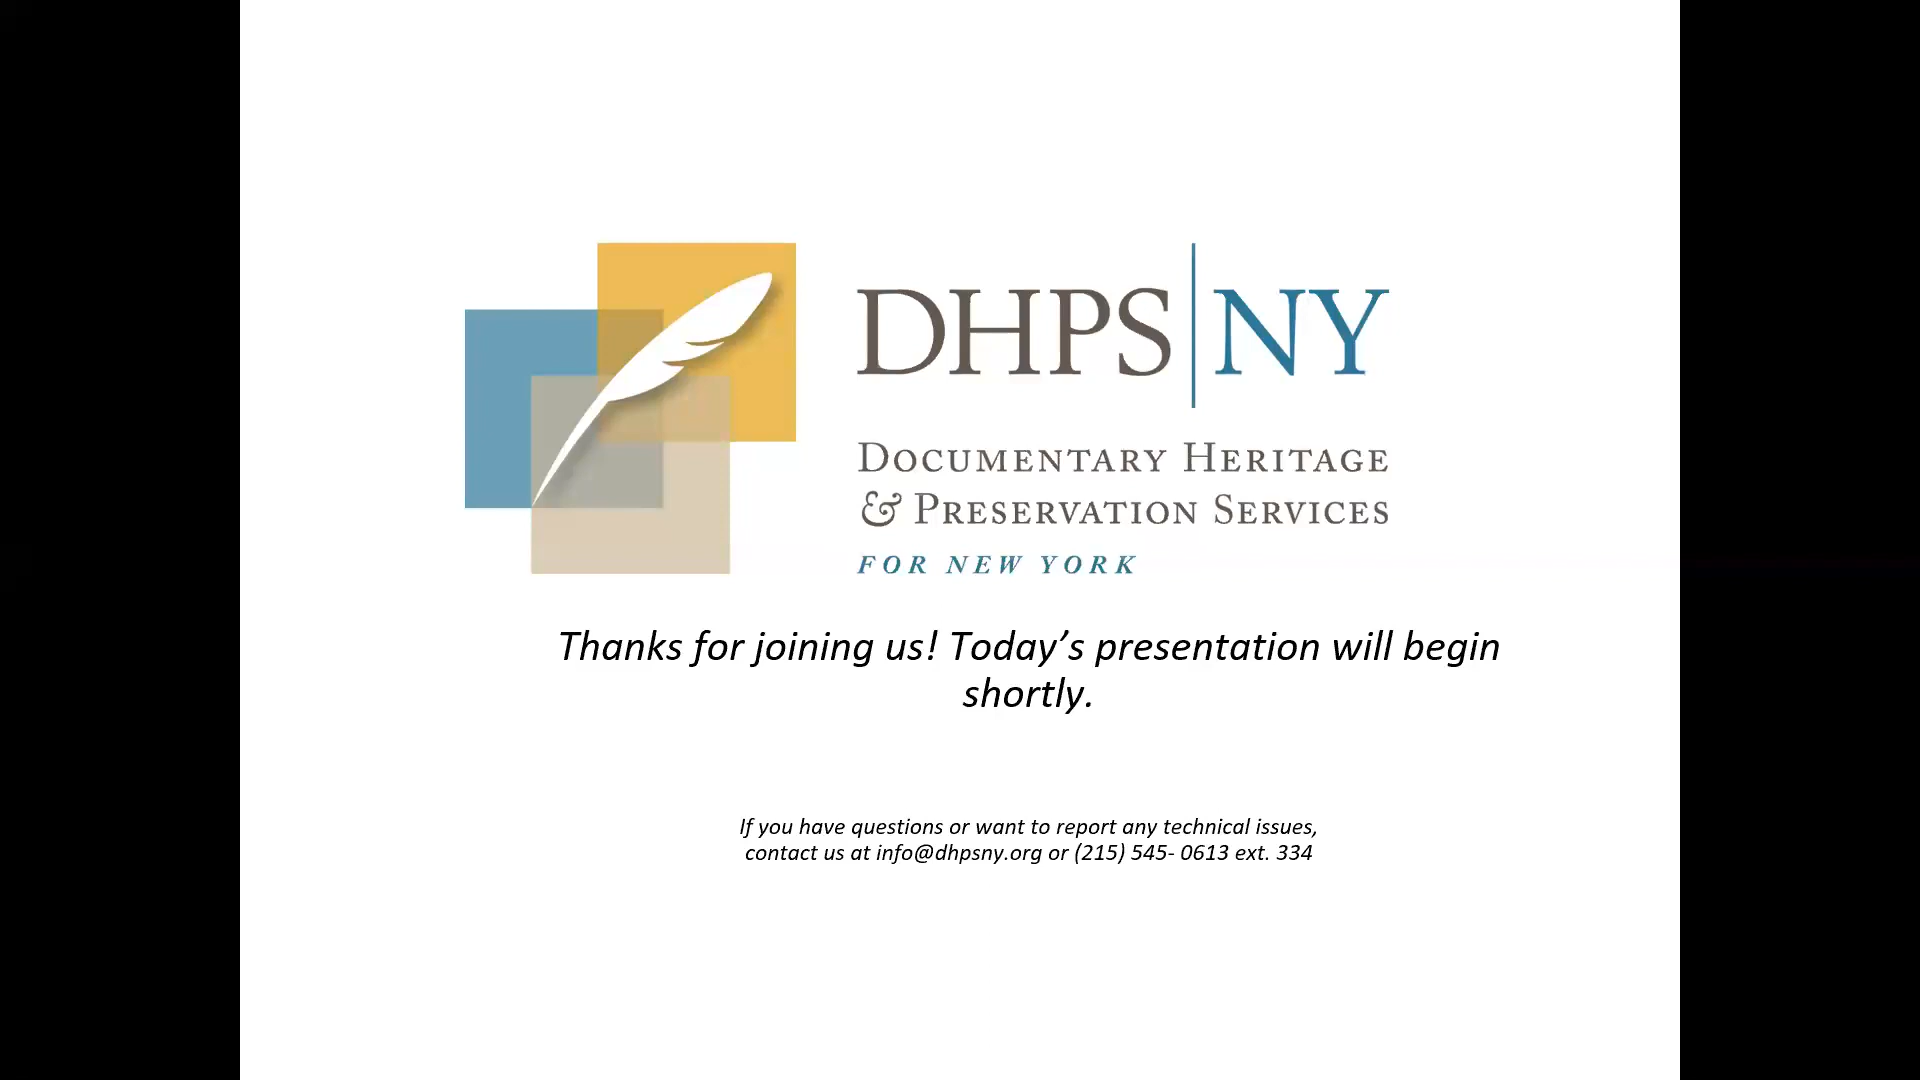 DHPS|NY
DOCUMENTARY HERITAGE
& PRESERVATION SERVICES
FOR NEW YORK
Thanks for joining us! Today’s presentation will begin
shortly.
If you have questions or want to report any technical issues,
contact us at info@dhpsny.org or (215) 545- 0613 ext. 334